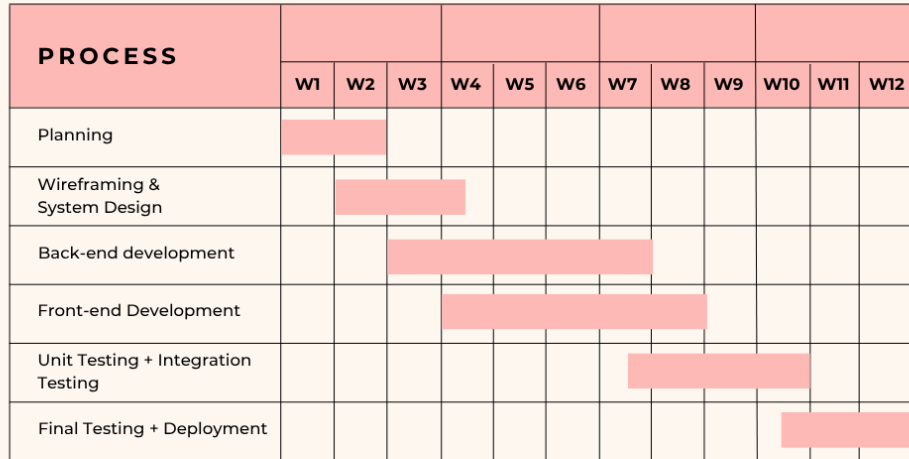 PROCESS
W1 W2 W3 W4 W5 W6 W7 W8 W9 W10 W11 W12
Planning
Wireframing &
System Design
Back-end development
Front-end Development
Unit Testing + Integration
Testing
Final Testing + Deployment